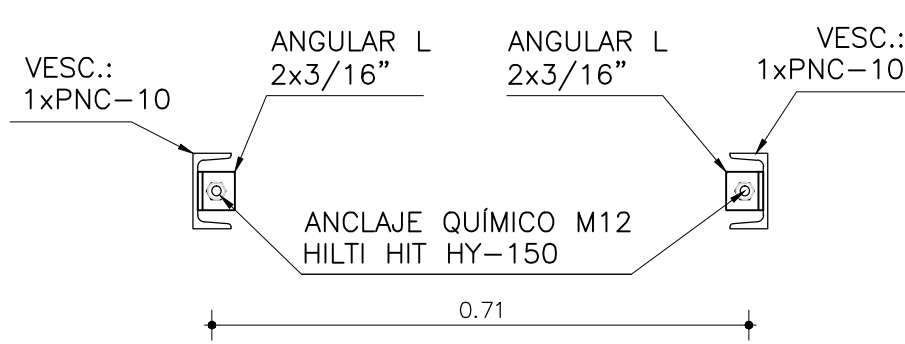 VESC.:
1xPNC-10
ANGULAR L
2x3/16"
ANGULAR L
2x3/16"
VESC.:
1xPNC-10
ANCLAJE QUÍMICO M12
HILTI HIT HY-150
0.71